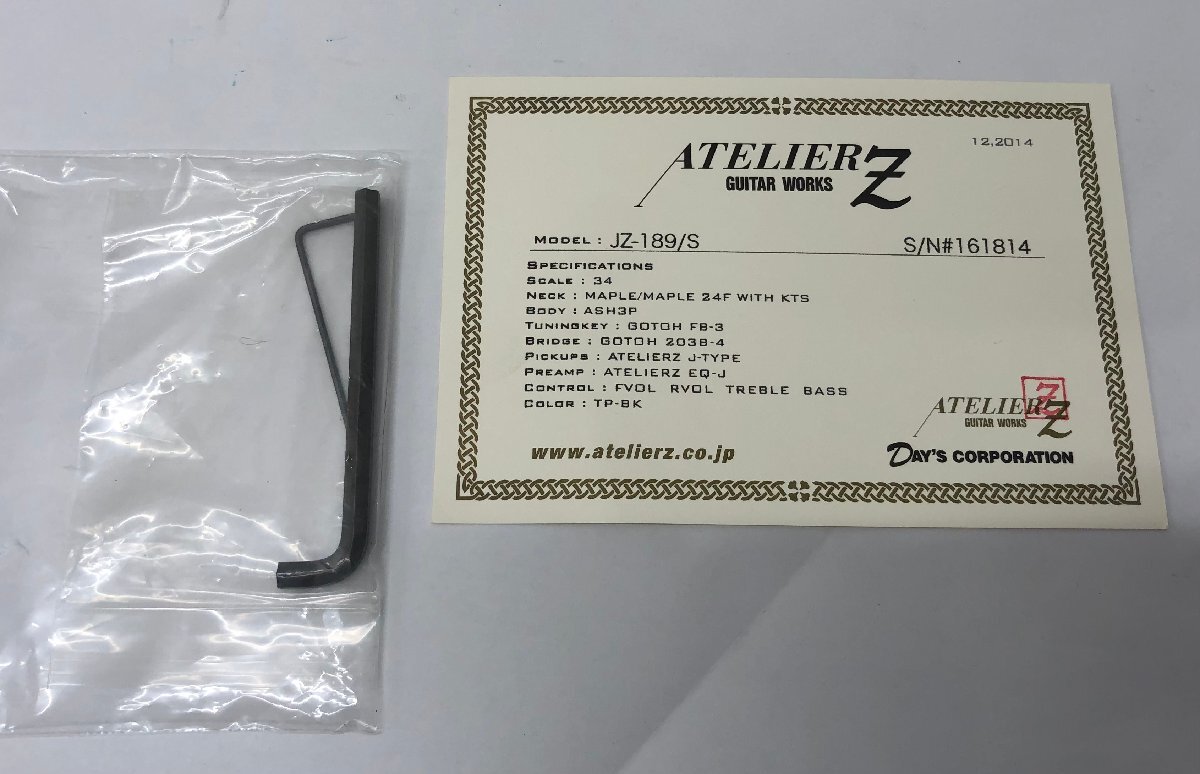 ATELIER Z
GUITAR WORKS
12,2014
MODEL : JZ-189/S S/N#161814
SPECIFICATIONS
SCALE : 34
NECK : MAPLE/MAPLE 24F WITH KTS
BODY : ASH3P
TUNINGKEY : GOTOH FB-3
BRIDGE : GOTOH 203B-4
PICKUPS : ATELIERZ J-TYPE
PREAMP : ATELIERZ EQ-J
CONTROL : FVOL RVOL TREBLE BASS
COLOR : TP-BK
Z
ATELIER Z
GUITAR WORKS
www.atelierz.co.jp
DAY'S CORPORATION